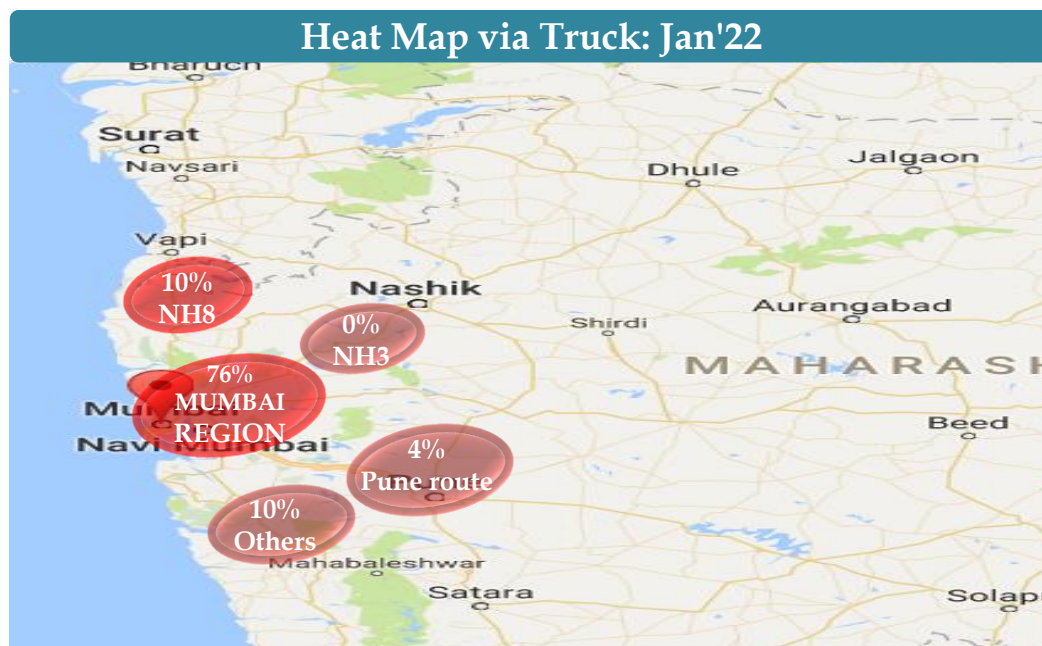 Heat Map via Truck: Jan'22
Bharuch
Surat
Navsari
Dhule
Jalgaon
Vapi
10%
NH8
Nashik
0%
NH3
Shirdi
Aurangabad
MAHARASH
76%
MUMBAI
REGION
Mumbai
Navi Mumbai
Beed
4%
Pune route
10%
Others
Mahabaleshwar
Satara
Solapu